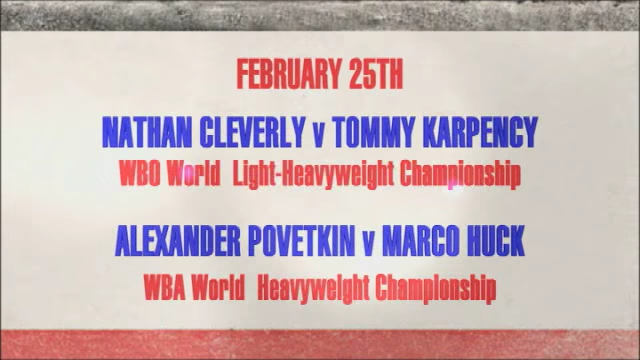 FEBRUARY 25TH
NATHAN CLEVERLY v TOMMY KARPENCY
WBO World Light-Heavyweight Championship
ALEXANDER POVETKIN v MARCO HUCK
WBA World Heavyweight Championship